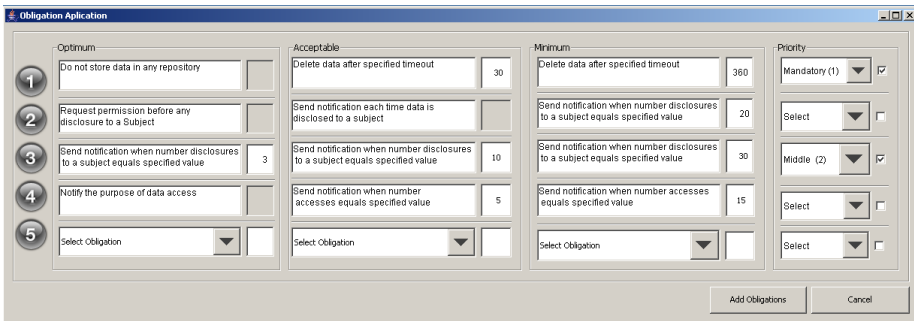 Obligation Aplication
Optimum
Acceptable
Minimum
Priority
1
Do not store data in any repository
Delete data after specified timeout
30
Delete data after specified timeout
360
Mandatory (1)
2
Request permission before any
disclosure to a Subject
Send notification each time data is
disclosed to a subject
Send notification when number disclosures
to a subject equals specified value
20
Select
3
Send notification when number disclosures
to a subject equals specified value
3
Send notification when number disclosures
to a subject equals specified value
10
Send notification when number disclosures
to a subject equals specified value
30
Middle (2)
4
Notify the purpose of data access
Send notification when number
accesses equals specified value
5
Send notification when number accesses
equals specified value
15
Select
5
Select Obligation
Select Obligation
Select Obligation
Select
Add Obligations
Cancel